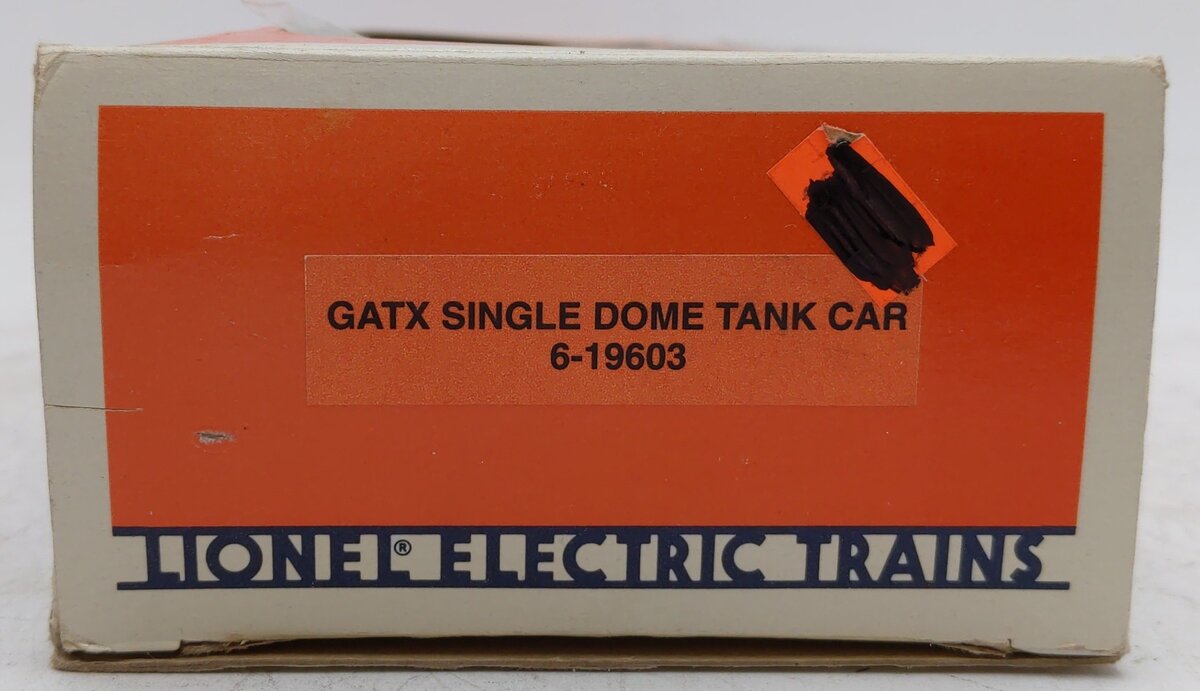 GATX SINGLE DOME TANK CAR
6-19603
LIONEL® ELECTRIC TRAINS